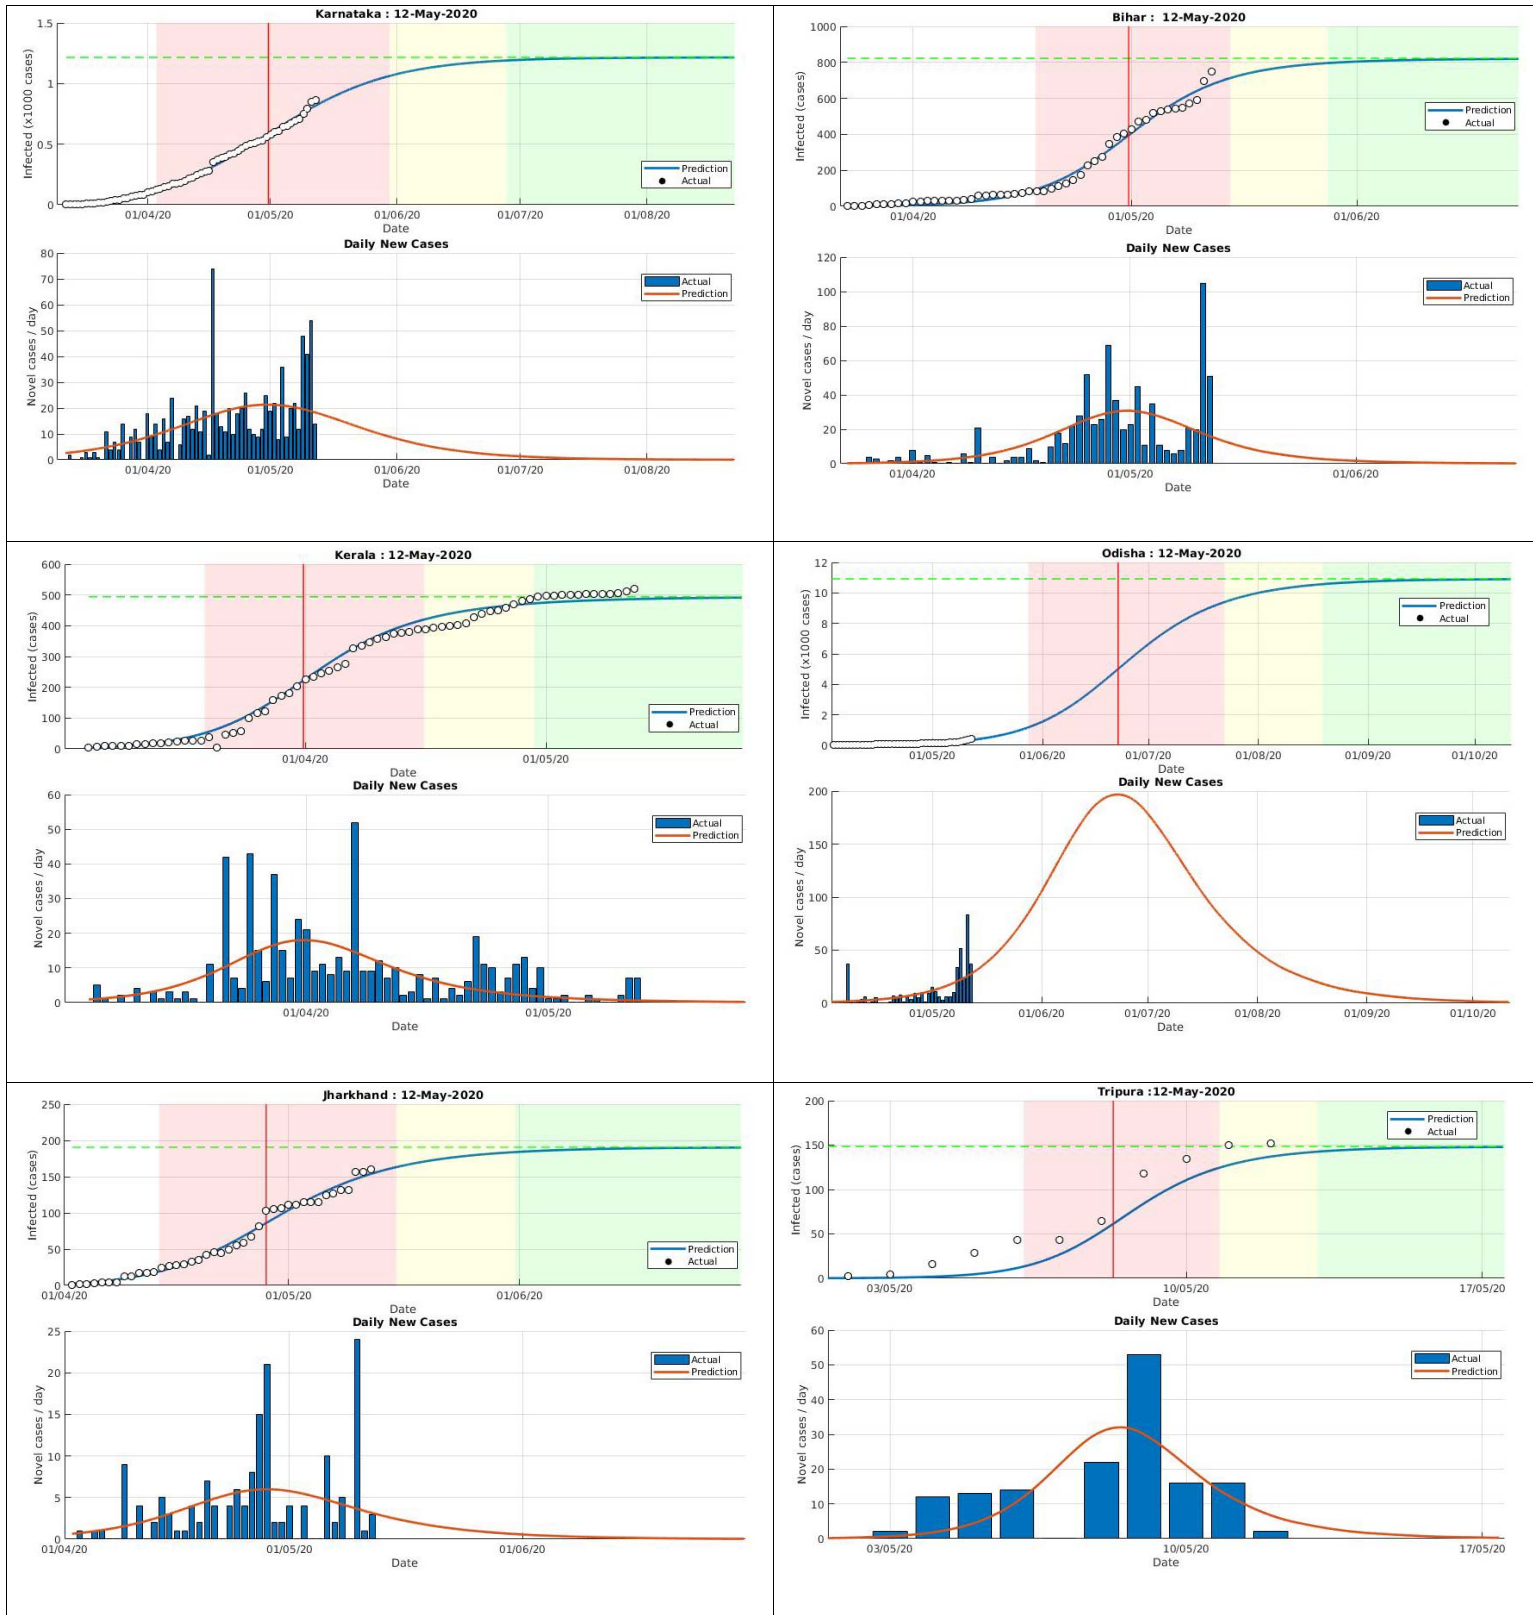 Karnataka : 12-May-2020
Infected (x1000 cases)
1.5
1
0.5
0
Prediction
Actual
01/04/20 01/05/20 01/06/20 01/07/20 01/08/20
Date
Daily New Cases
Novel cases / day
80
70
60
50
40
30
20
10
0
Actual
Prediction
01/04/20 01/05/20 01/06/20 01/07/20 01/08/20
Date
Bihar : 12-May-2020
Infected (cases)
1000
800
600
400
200
0
Prediction
Actual
01/04/20 01/05/20 01/06/20
Date
Daily New Cases
Novel cases / day
120
100
80
60
40
20
0
Actual
Prediction
01/04/20 01/05/20 01/06/20
Date
Kerala : 12-May-2020
Infected (cases)
600
500
400
300
200
100
0
Prediction
Actual
01/04/20 01/05/20
Date
Daily New Cases
Novel cases / day
60
50
40
30
20
10
0
Actual
Prediction
01/04/20 01/05/20
Date
Odisha : 12-May-2020
Infected (x1000 cases)
12
10
8
6
4
2
0
Prediction
Actual
01/05/20 01/06/20 01/07/20 01/08/20 01/09/20 01/10/20
Date
Daily New Cases
Novel cases / day
200
150
100
50
0
Actual
Prediction
01/05/20 01/06/20 01/07/20 01/08/20 01/09/20 01/10/20
Date
Jharkhand : 12-May-2020
Infected (cases)
250
200
150
100
50
0
Prediction
Actual
01/04/20 01/05/20 01/06/20
Date
Daily New Cases
Novel cases / day
25
20
15
10
5
0
Actual
Prediction
01/04/20 01/05/20 01/06/20
Date
Tripura :12-May-2020
Infected (cases)
200
150
100
50
0
Prediction
Actual
03/05/20 10/05/20 17/05/20
Date
Daily New Cases
Novel cases / day
60
50
40
30
20
10
0
Actual
Prediction
03/05/20 10/05/20 17/05/20
Date